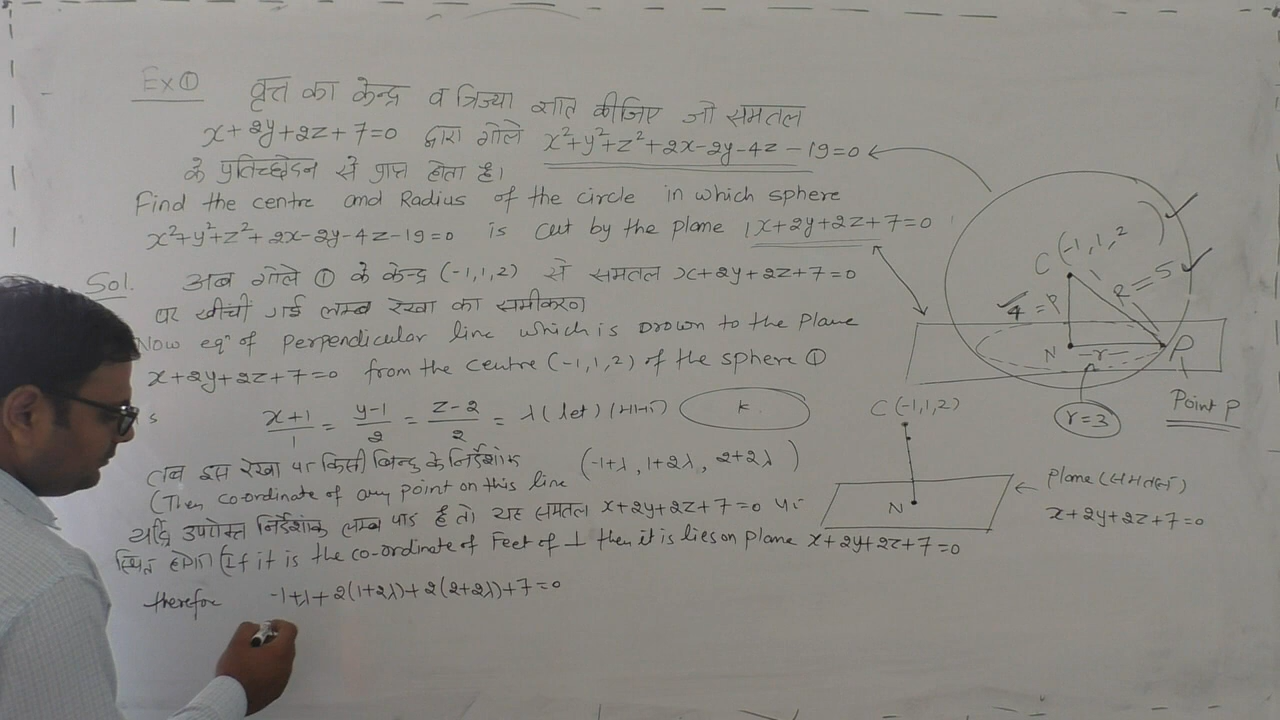 Ex ① वृत्त का केन्द्र व त्रिज्या ज्ञात कीजिए जो समतल
x+2y+2z+7=0 द्वारा गोले x²+y²+z²+2x-2y-4z-19=0
के प्रतिच्छेदन से प्राप्त होता है।
Find the centre and Radius of the circle in which sphere
x²+y²+z²+2x-2y-4z-19=0 is cut by the plane 1x+2y+2z+7=0
Sol. अब गोले ① के केन्द्र (-1,1,2) से समतल x+2y+2z+7=0
पर खींची गई लम्ब रेखा का समीकरण
Now eqⁿ of perpendicular line which is Drown to the Plane
x+2y+2z+7=0 from the centre (-1,1,2) of the sphere ①
is x+1/1 = y-1/2 = z-2/2 = λ (let) (माना) k
तब इस रेखा पर किसी बिन्दु के निर्देशांक (-1+λ, 1+2λ, 2+2λ)
(Then co-ordinate of any point on this line
यदि उपरोक्त निर्देशांक लम्ब पाद है तो यह समतल x+2y+2z+7=0 पर
स्थित होगा (If it is the co-ordinate of Feet of ⊥ then it is lies on plane x+2y+2z+7=0
therefor -1+λ+2(1+2λ)+2(2+2λ)+7=0
C (-1,1,2)
R=5
4=P
N
r
P
r=3
Point P
C (-1,1,2)
N
Plane (समतल)
x+2y+2z+7=0